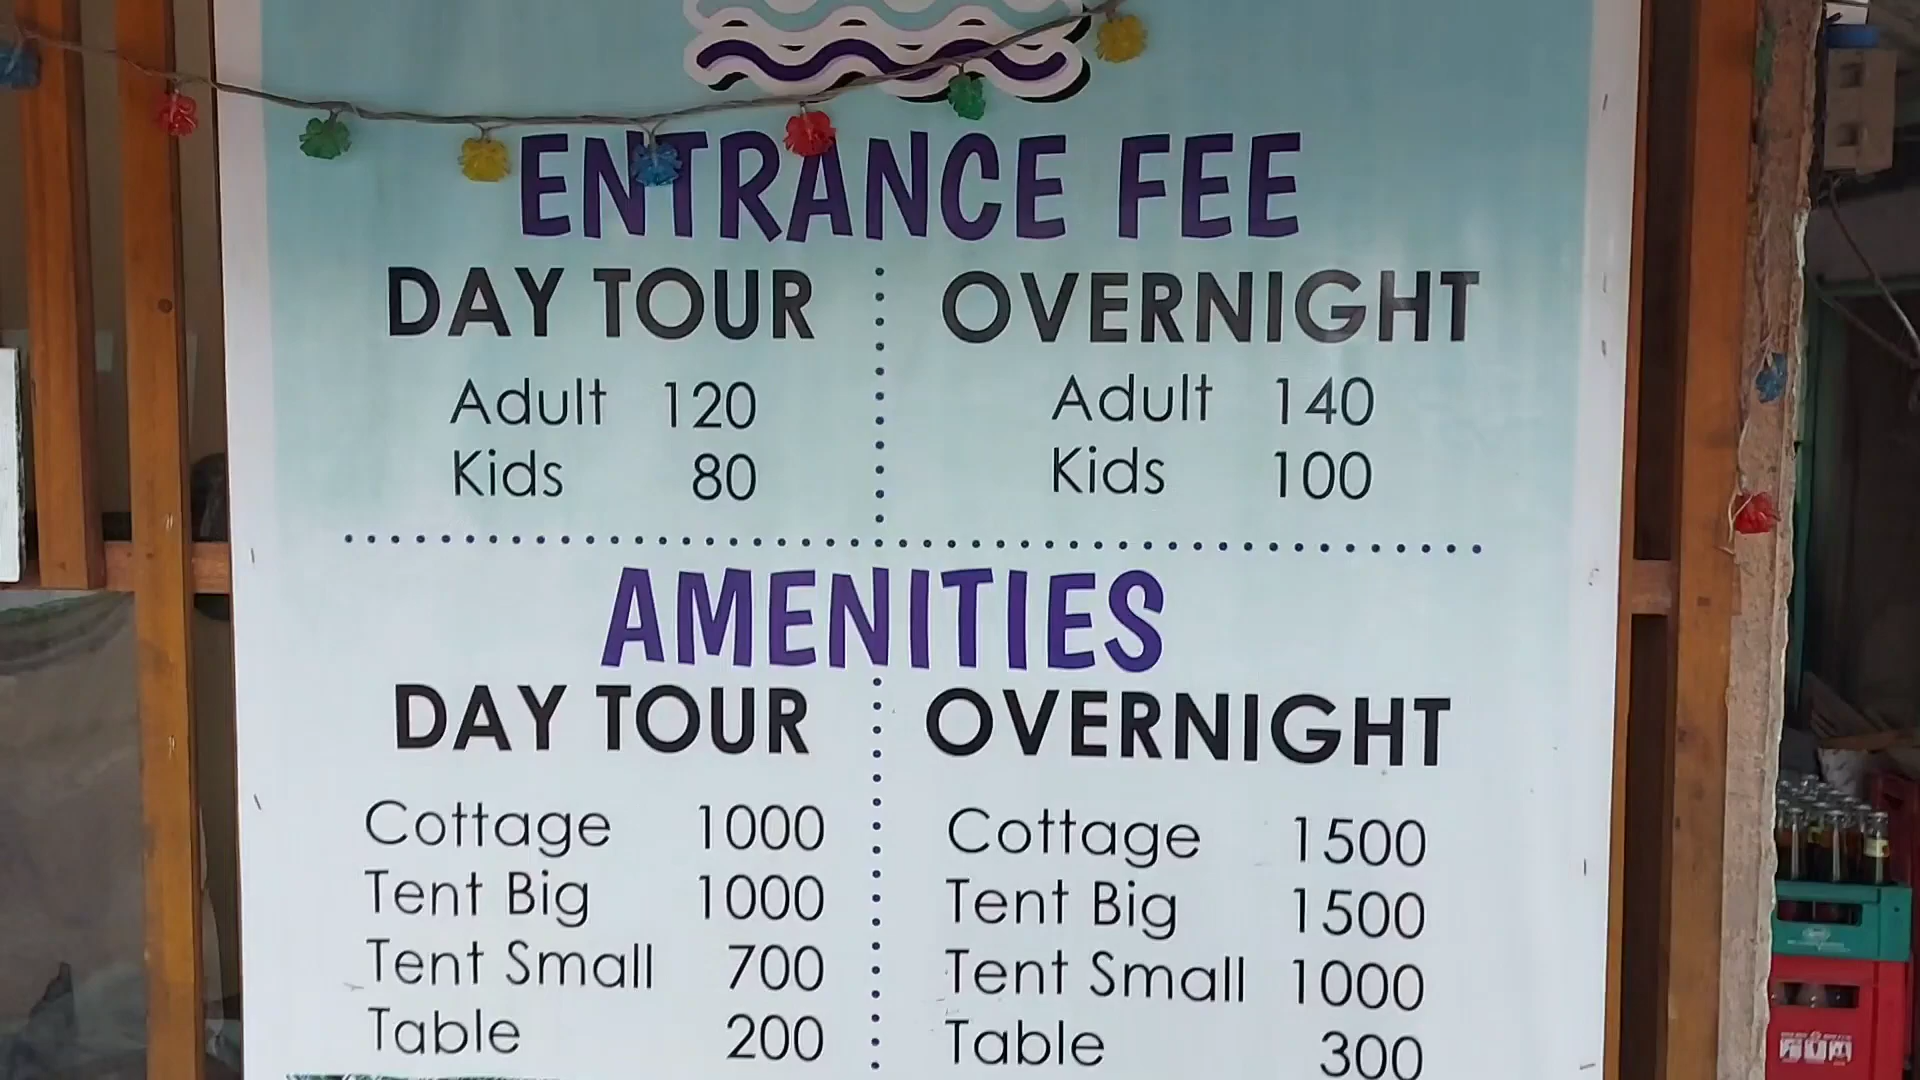 ENTRANCE FEE
DAY TOUR
Adult 120
Kids 80
OVERNIGHT
Adult 140
Kids 100
AMENITIES
DAY TOUR
Cottage 1000
Tent Big 1000
Tent Small 700
Table 200
OVERNIGHT
Cottage 1500
Tent Big 1500
Tent Small 1000
Table 300